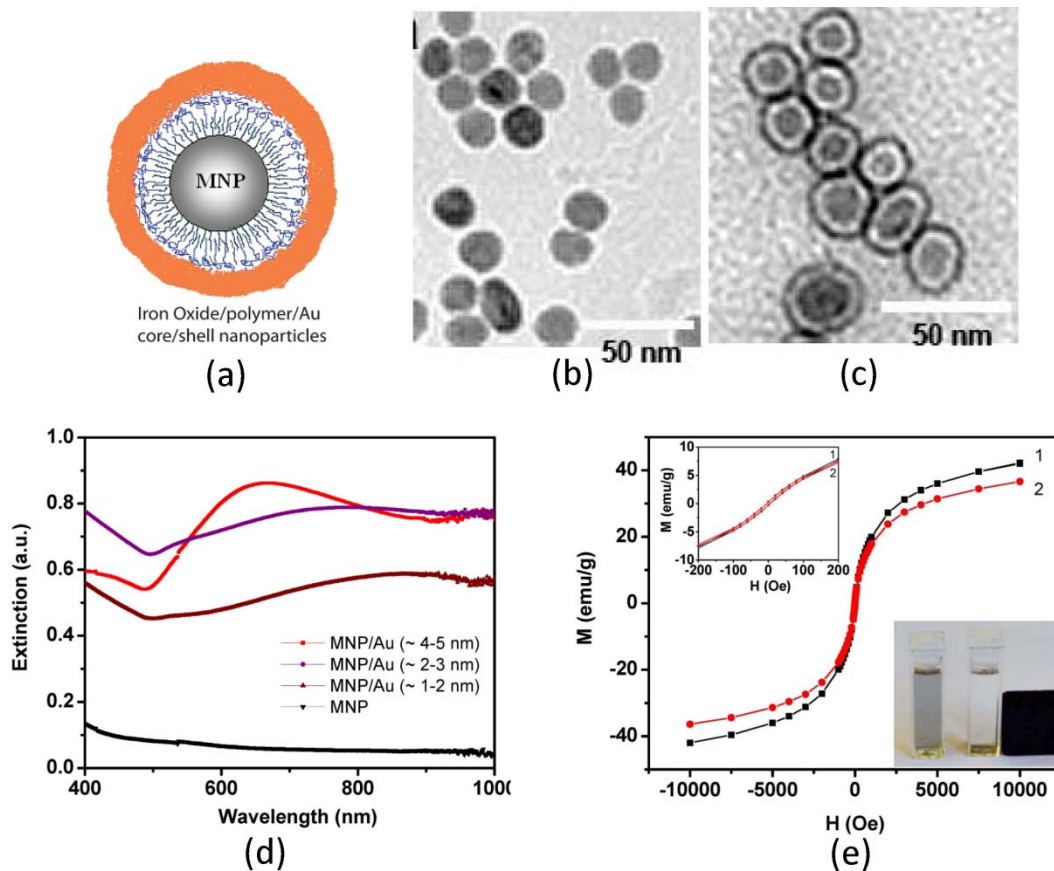 MNP
Iron Oxide/polymer/Au
core/shell nanoparticles
(a)
50 nm
(b)
50 nm
(c)
1.0
0.8
0.6
0.4
0.2
0.0
Extinction (a.u.)
MNP/Au (~ 4-5 nm)
MNP/Au (~ 2-3 nm)
MNP/Au (~ 1-2 nm)
MNP
400
500
600
700
800
900
Wavelength (nm)
(d)
40
20
0
-20
-40
M (emu/g)
10
5
0
-5
-10
M (emu/g)
1
2
-200
-100
0
100
200
H (Oe)
1
2
-10000
-5000
0
5000
10000
H (Oe)
(e)